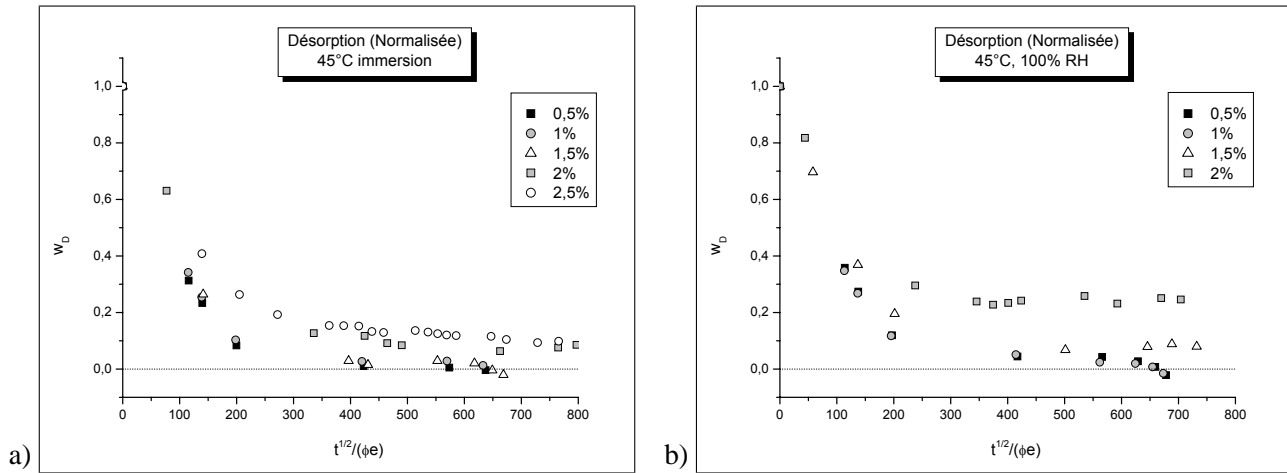 Désorption (Normalisée)
45°C immersion
1,0
0,8
0,6
0,4
0,2
0,0
W_D
0,5%
1%
1,5%
2%
2,5%
0 100 200 300 400 500 600 700 800
t^{1/2}/(ϕe)
a)
Désorption (Normalisée)
45°C, 100% RH
1,0
0,8
0,6
0,4
0,2
0,0
W_D
0,5%
1%
1,5%
2%
0 100 200 300 400 500 600 700 800
t^{1/2}/(ϕe)
b)